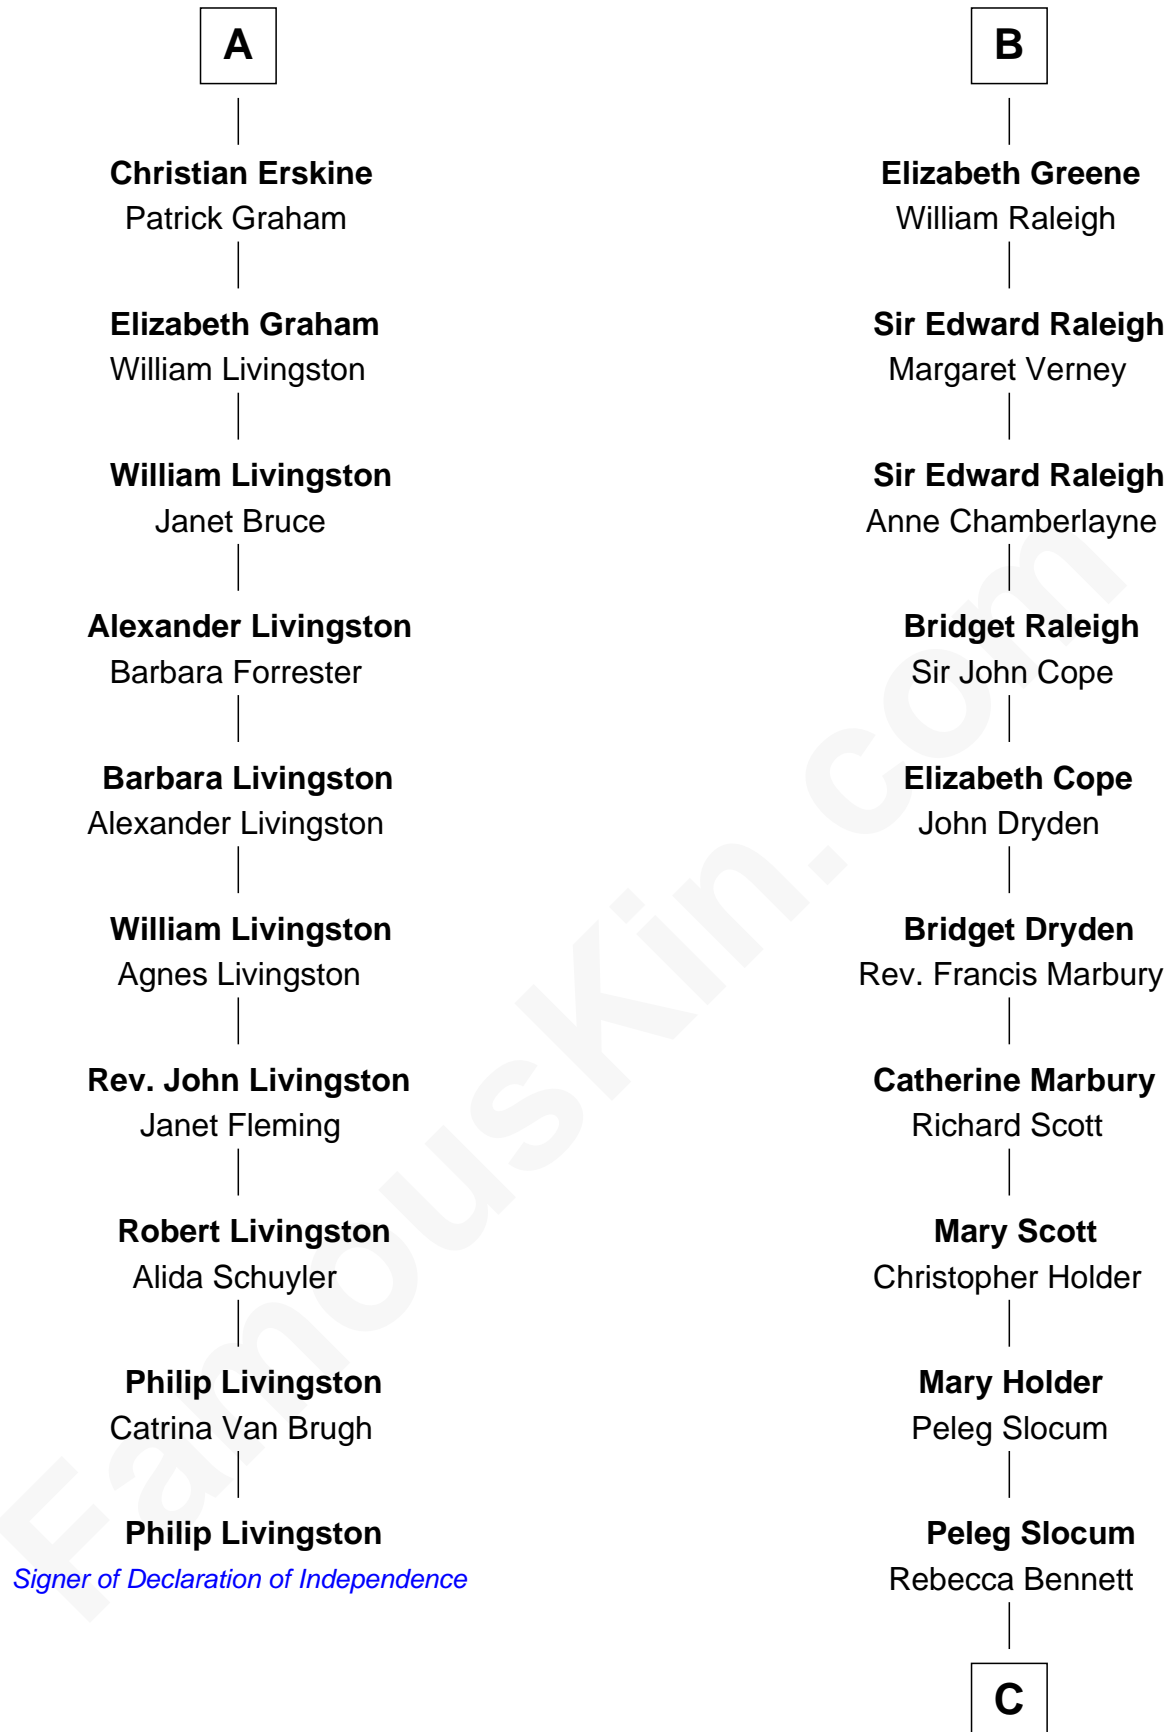 A
Christian Erskine
Patrick Graham
Elizabeth Graham
William Livingston
William Livingston
Janet Bruce
Alexander Livingston
Barbara Forrester
Barbara Livingston
Alexander Livingston
William Livingston
Agnes Livingston
Rev. John Livingston
Janet Fleming
Robert Livingston
Alida Schuyler
Philip Livingston
Catrina Van Brugh
Philip Livingston
Signer of Declaration of Independence
B
Elizabeth Greene
William Raleigh
Sir Edward Raleigh
Margaret Verney
Sir Edward Raleigh
Anne Chamberlayne
Bridget Raleigh
Sir John Cope
Elizabeth Cope
John Dryden
Bridget Dryden
Rev. Francis Marbury
Catherine Marbury
Richard Scott
Mary Scott
Christopher Holder
Mary Holder
Peleg Slocum
Peleg Slocum
Rebecca Bennett
C
FamousKin.com